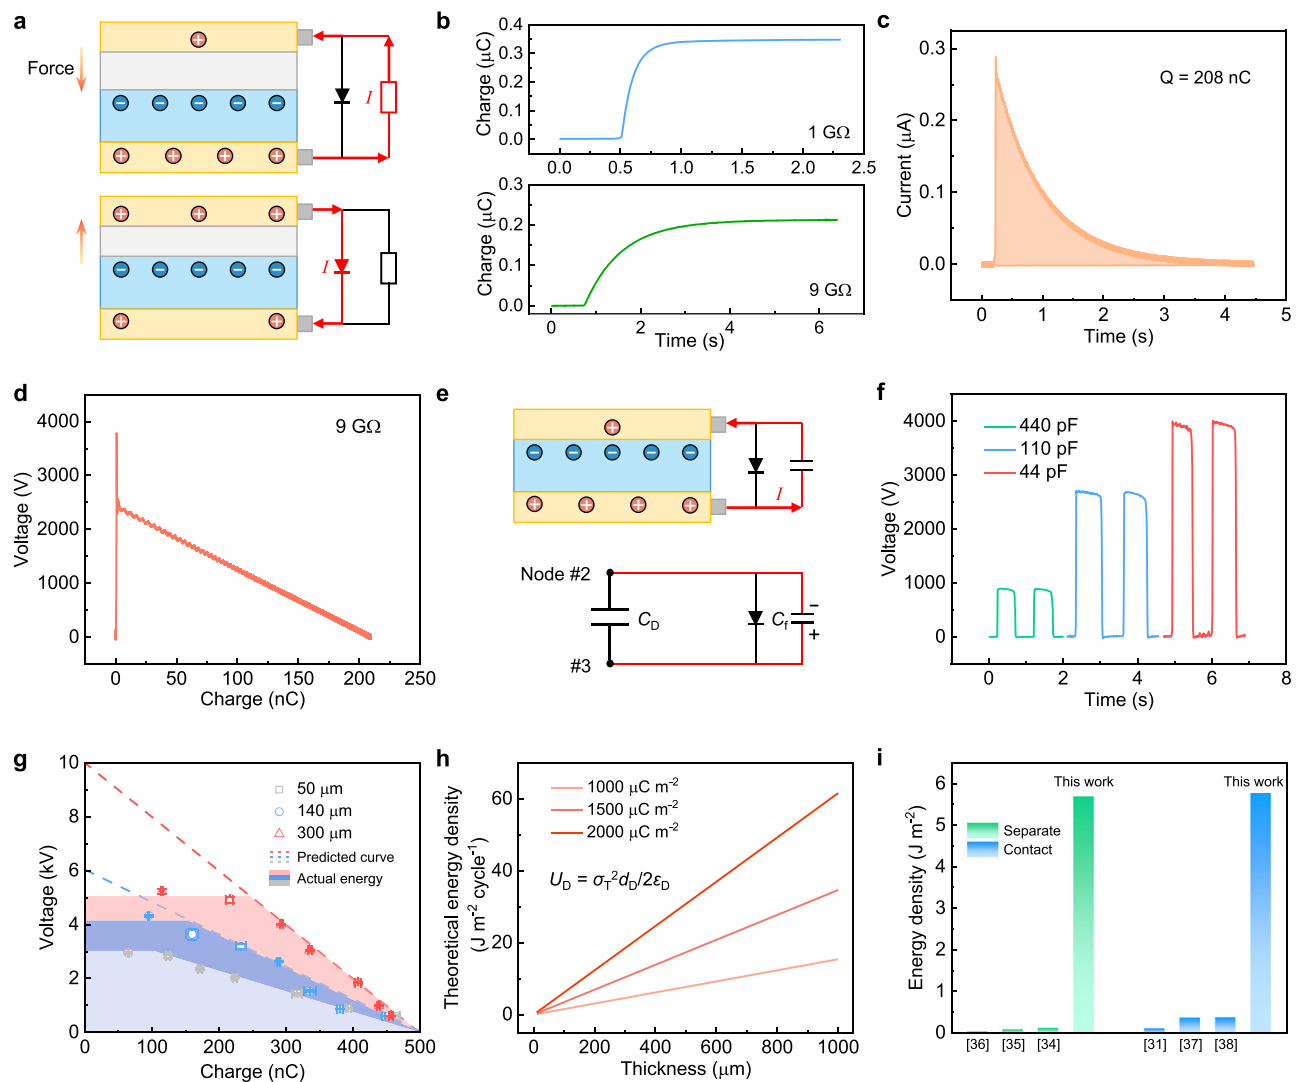 a
Force
I
I
b
Charge (μC)
0.4
0.3
0.2
0.1
0.0
1 GΩ
0.0 0.5 1.0 1.5 2.0 2.5
Charge (μC)
0.3
0.2
0.1
0.0
9 GΩ
0 2 4 6
Time (s)
c
Current (μA)
0.3
0.2
0.1
0.0
Q = 208 nC
0 1 2 3 4 5
Time (s)
d
Voltage (V)
4000
3000
2000
1000
0
9 GΩ
0 50 100 150 200 250
Charge (nC)
e
I
Node #2
C_D
C_f
−
+
#3
f
Voltage (V)
4000
3000
2000
1000
0
440 pF
110 pF
44 pF
0 2 4 6 8
Time (s)
g
Voltage (kV)
10
8
6
4
2
0
50 μm
140 μm
300 μm
Predicted curve
Actual energy
0 100 200 300 400 500
Charge (nC)
h
Theoretical energy density
(J m⁻² cycle⁻¹)
60
40
20
0
1000 μC m⁻²
1500 μC m⁻²
2000 μC m⁻²
U_D = σ_T²d_D/2ε_D
0 200 400 600 800 1000
Thickness (μm)
i
Energy density (J m⁻²)
6
5
4
3
2
1
0
This work
This work
Separate
Contact
[36] [35] [34] [31] [37] [38]